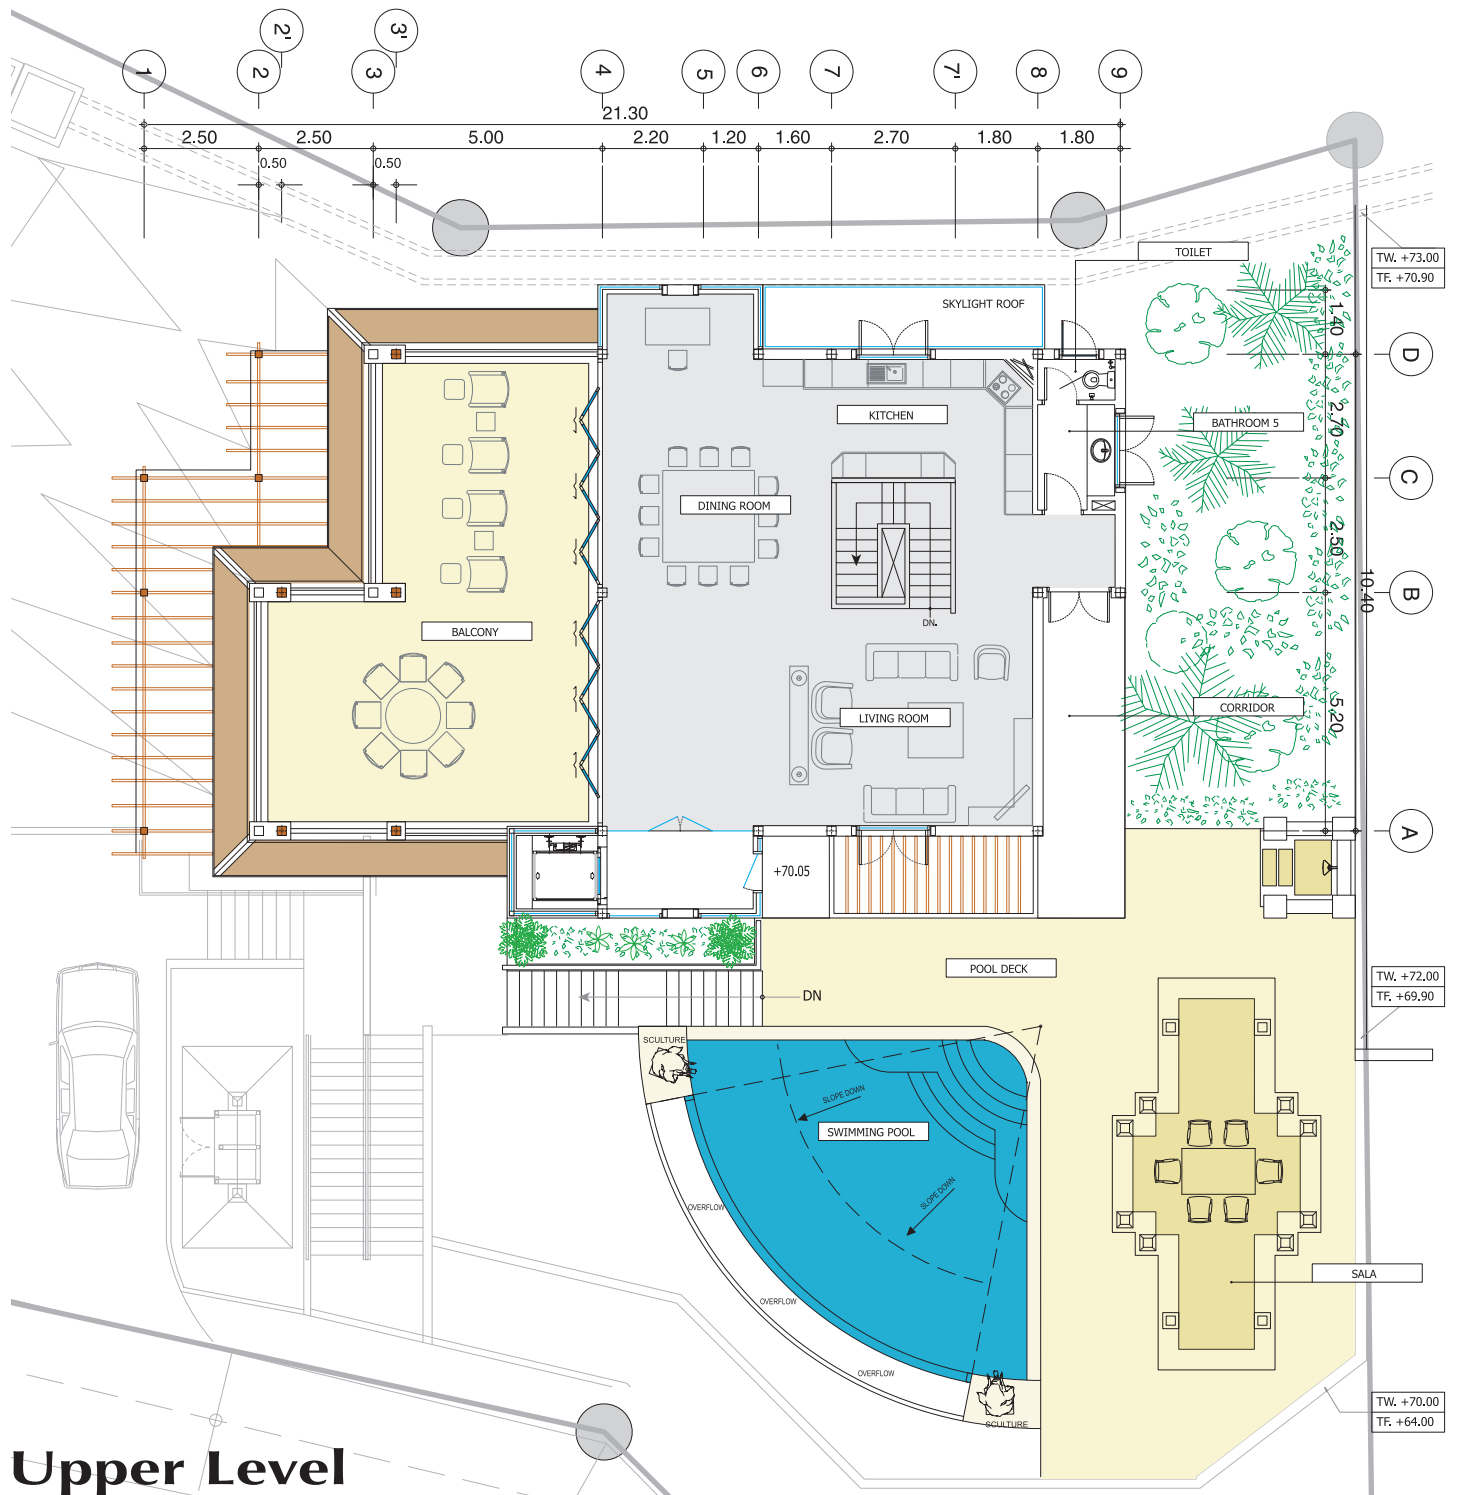 2'
3'
1
2
3
4
5
6
7
7'
8
9
21.30
2.50
2.50
5.00
2.20
1.20
1.60
2.70
1.80
1.80
0.50
0.50
TOILET
TW. +73.00
TF. +70.90
SKYLIGHT ROOF
1.40
D
KITCHEN
BATHROOM 5
2.70
C
DINING ROOM
2.50
10.40
B
DN.
BALCONY
LIVING ROOM
CORRIDOR
5.20
A
+70.05
POOL DECK
TW. +72.00
TF. +69.90
DN
SCULTURE
SLOPE DOWN
SWIMMING POOL
SLOPE DOWN
OVERFLOW
SALA
OVERFLOW
OVERFLOW
SCULTURE
TW. +70.00
TF. +64.00
Upper Level